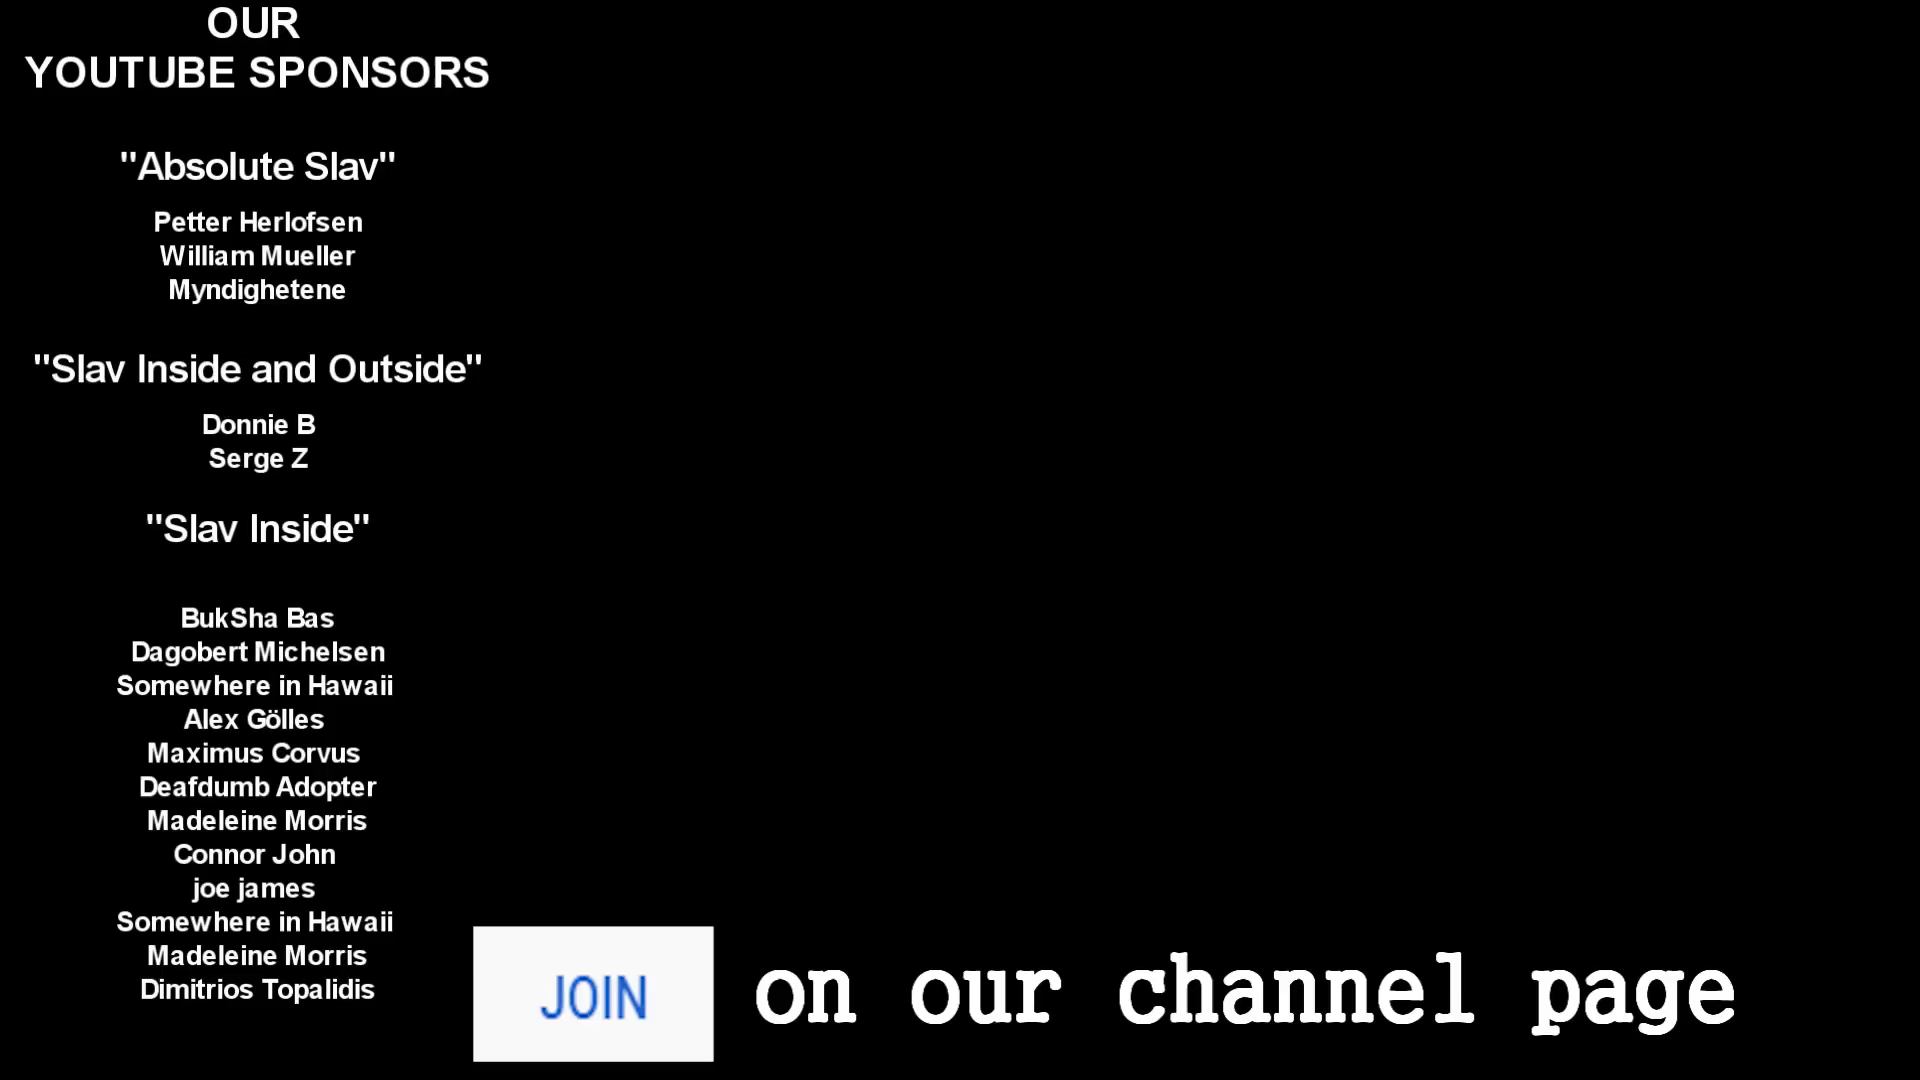 OUR
YOUTUBE SPONSORS
"Absolute Slav"
Petter Herlofsen
William Mueller
Myndighetene
"Slav Inside and Outside"
Donnie B
Serge Z
"Slav Inside"
BukSha Bas
Dagobert Michelsen
Somewhere in Hawaii
Alex Gölles
Maximus Corvus
Deafdumb Adopter
Madeleine Morris
Connor John
joe james
Somewhere in Hawaii
Madeleine Morris
Dimitrios Topalidis
JOIN on our channel page